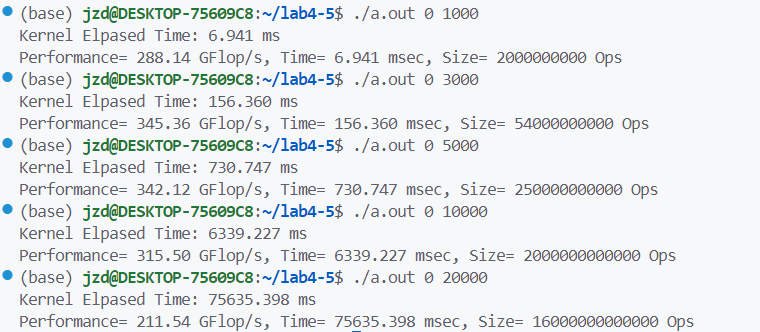 (base) jzd@DESKTOP-75609C8:~/lab4-5$ ./a.out 0 1000
Kernel Elpased Time: 6.941 ms
Performance= 288.14 GFlop/s, Time= 6.941 msec, Size= 2000000000 Ops
(base) jzd@DESKTOP-75609C8:~/lab4-5$ ./a.out 0 3000
Kernel Elpased Time: 156.360 ms
Performance= 345.36 GFlop/s, Time= 156.360 msec, Size= 54000000000 Ops
(base) jzd@DESKTOP-75609C8:~/lab4-5$ ./a.out 0 5000
Kernel Elpased Time: 730.747 ms
Performance= 342.12 GFlop/s, Time= 730.747 msec, Size= 250000000000 Ops
(base) jzd@DESKTOP-75609C8:~/lab4-5$ ./a.out 0 10000
Kernel Elpased Time: 6339.227 ms
Performance= 315.50 GFlop/s, Time= 6339.227 msec, Size= 2000000000000 Ops
(base) jzd@DESKTOP-75609C8:~/lab4-5$ ./a.out 0 20000
Kernel Elpased Time: 75635.398 ms
Performance= 211.54 GFlop/s, Time= 75635.398 msec, Size= 16000000000000 Ops